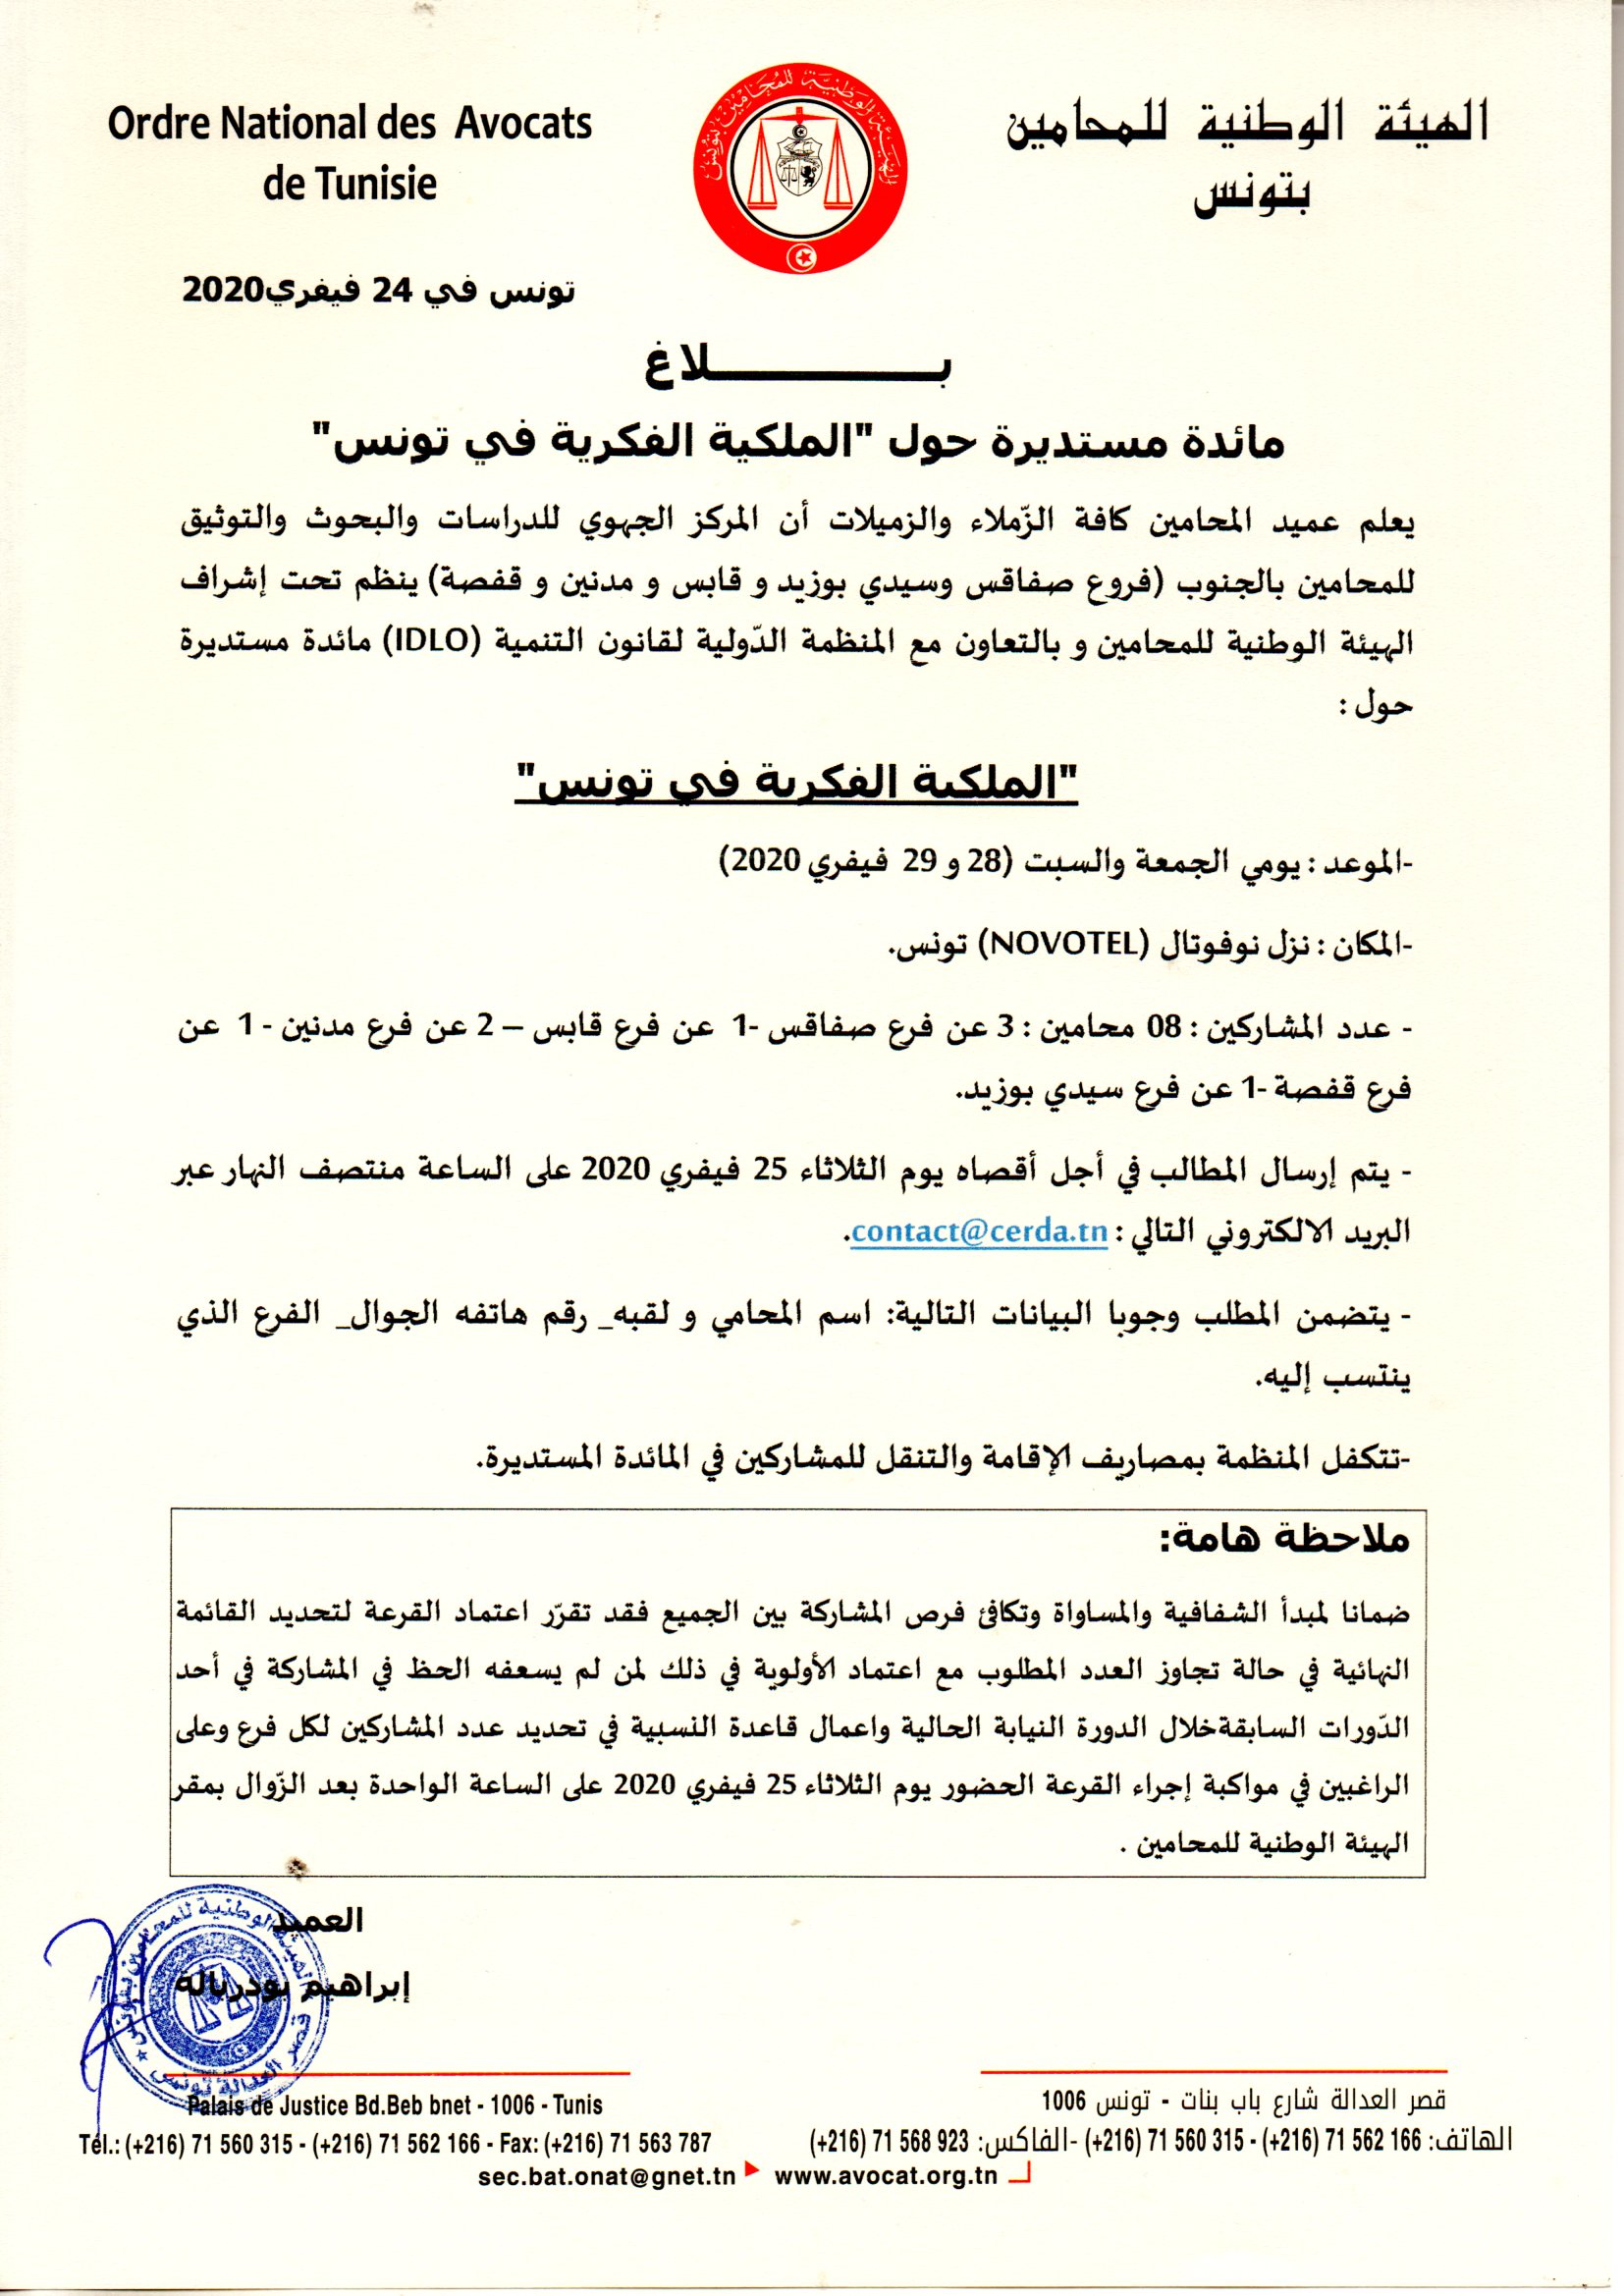 Ordre National des Avocats
de Tunisie
الهيئة الوطنية للمحامين
بتونس
الهيئة الوطنية للمحامين بتونس
تونس في 24 فيفري2020
بــــــــــــلاغ
مائدة مستديرة حول "الملكية الفكرية في تونس"
يعلم عميد المحامين كافة الزّملاء والزميلات أن المركز الجهوي للدراسات والبحوث والتوثيق
للمحامين بالجنوب (فروع صفاقس وسيدي بوزيد و قابس و مدنين و قفصة) ينظم تحت إشراف
الهيئة الوطنية للمحامين و بالتعاون مع المنظمة الدّولية لقانون التنمية (IDLO) مائدة مستديرة
حول :
"الملكية الفكرية في تونس"
-الموعد : يومي الجمعة والسبت (28 و 29 فيفري 2020)
-المكان : نزل نوفوتال (NOVOTEL) تونس.
- عدد المشاركين : 08 محامين : 3 عن فرع صفاقس -1 عن فرع قابس – 2 عن فرع مدنين - 1 عن
فرع قفصة -1 عن فرع سيدي بوزيد.
- يتم إرسال المطالب في أجل أقصاه يوم الثلاثاء 25 فيفري 2020 على الساعة منتصف النهار عبر
البريد الالكتروني التالي : contact@cerda.tn.
- يتضمن المطلب وجوبا البيانات التالية: اسم المحامي و لقبه_ رقم هاتفه الجوال_ الفرع الذي
ينتسب إليه.
-تتكفل المنظمة بمصاريف الإقامة والتنقل للمشاركين في المائدة المستديرة.
ملاحظة هامة:
ضمانا لمبدأ الشفافية والمساواة وتكافئ فرص المشاركة بين الجميع فقد تقرّر اعتماد القرعة لتحديد القائمة
النهائية في حالة تجاوز العدد المطلوب مع اعتماد الأولوية في ذلك لمن لم يسعفه الحظ في المشاركة في أحد
الدّورات السابقةخلال الدورة النيابة الحالية واعمال قاعدة النسبية في تحديد عدد المشاركين لكل فرع وعلى
الراغبين في مواكبة إجراء القرعة الحضور يوم الثلاثاء 25 فيفري 2020 على الساعة الواحدة بعد الزّوال بمقر
الهيئة الوطنية للمحامين .
العميد
إبراهيم بودربالة
الهيئة الوطنية للمحامين بتونس
قصر العدالة تونس
Palais de Justice Bd.Beb bnet - 1006 - Tunis
قصر العدالة شارع باب بنات - تونس 1006
Tél.: (+216) 71 560 315 - (+216) 71 562 166 - Fax: (+216) 71 563 787
الهاتف: 166 562 71 (216+) - 315 560 71 (216+) -الفاكس: 923 568 71 (216+)
sec.bat.onat@gnet.tn www.avocat.org.tn